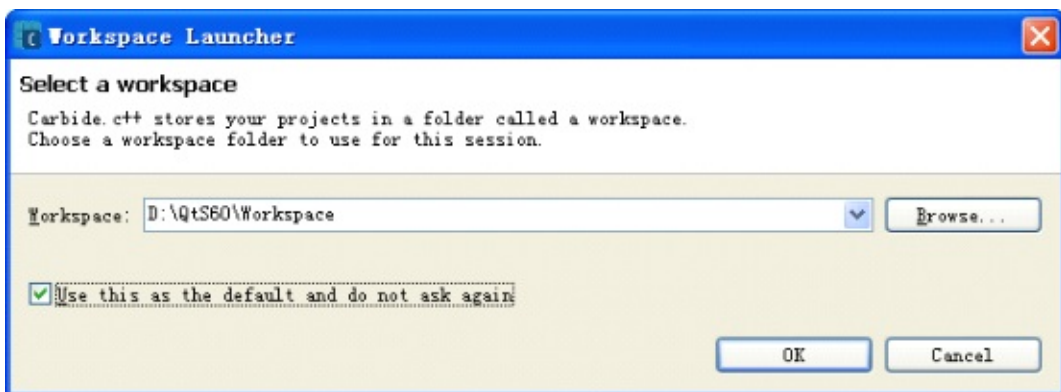 Workspace Launcher
Select a workspace
Carbide.c++ stores your projects in a folder called a workspace.
Choose a workspace folder to use for this session.
Workspace: D:\QtS60\Workspace Browse...
Use this as the default and do not ask again
OK Cancel